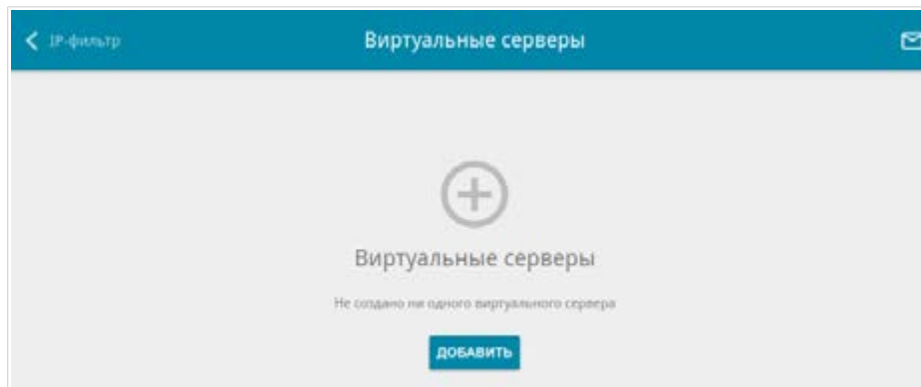 IP-фильтр
Виртуальные серверы
Виртуальные серверы
Не создано ни одного виртуального сервера
ДОБАВИТЬ